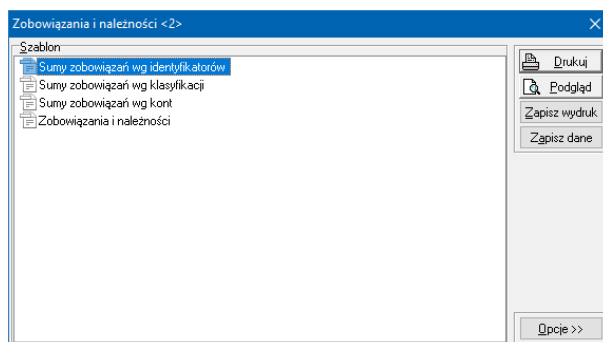 Zobowiązania i należności <2>
Szablon
Sumy zobowiązań wg identyfikatorów
Sumy zobowiązań wg klasyfikacji
Sumy zobowiązań wg kont
Zobowiązania i należności
Drukuj
Podgląd
Zapisz wydruk
Zapisz dane
Opcje >>